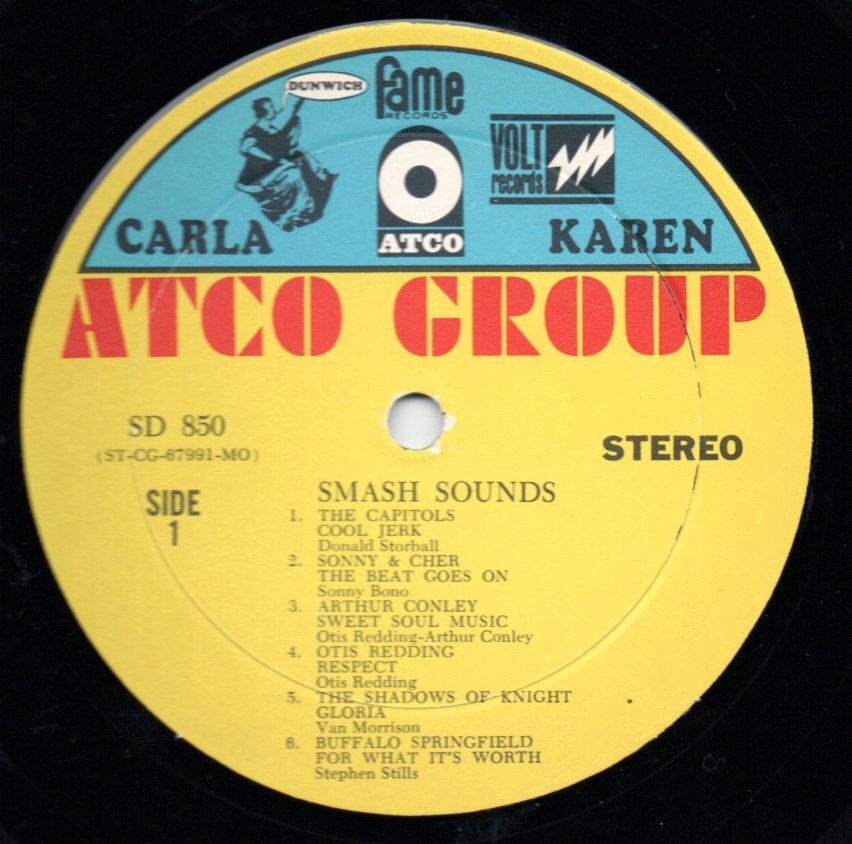 DUNWICH
fame
RECORDS
VOLT
records
CARLA
ATCO
KAREN
ATCO GROUP
SD 850
(ST-CG-67991-MO)
STEREO
SIDE
1
SMASH SOUNDS
1. THE CAPITOLS
COOL JERK
Donald Storball
2. SONNY & CHER
THE BEAT GOES ON
Sonny Bono
3. ARTHUR CONLEY
SWEET SOUL MUSIC
Otis Redding-Arthur Conley
4. OTIS REDDING
RESPECT
Otis Redding
5. THE SHADOWS OF KNIGHT
GLORIA
Van Morrison
6. BUFFALO SPRINGFIELD
FOR WHAT IT'S WORTH
Stephen Stills